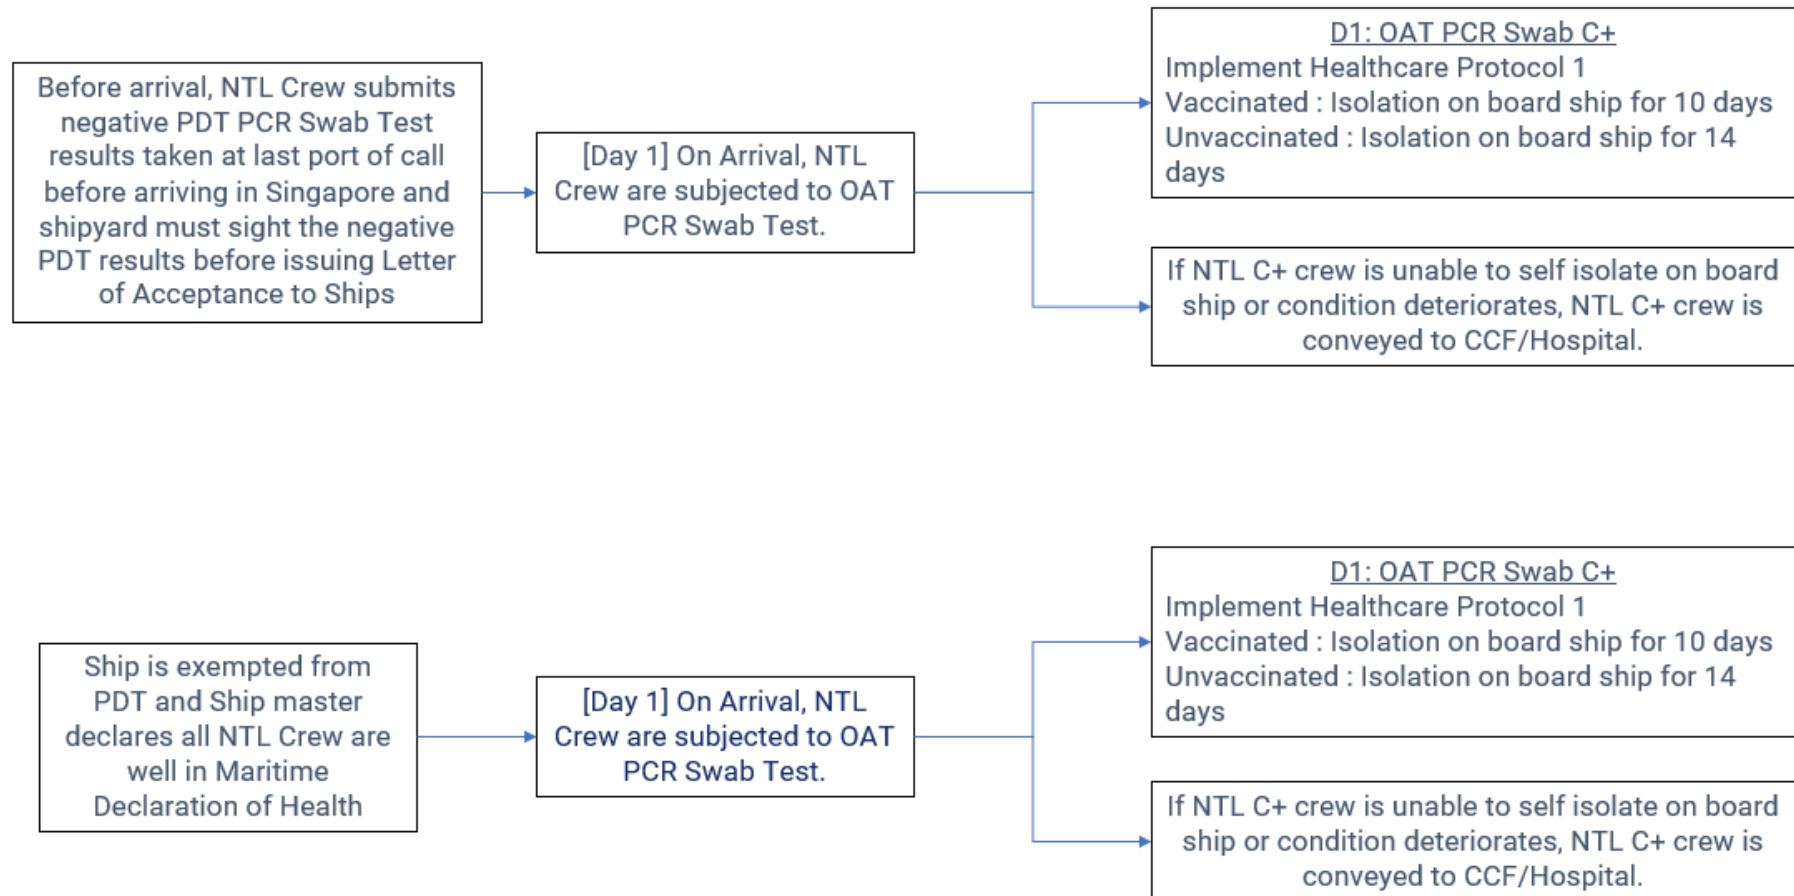 Before arrival, NTL Crew submits
negative PDT PCR Swab Test
results taken at last port of call
before arriving in Singapore and
shipyard must sight the negative
PDT results before issuing Letter
of Acceptance to Ships
[Day 1] On Arrival, NTL
Crew are subjected to OAT
PCR Swab Test.
D1: OAT PCR Swab C+
Implement Healthcare Protocol 1
Vaccinated : Isolation on board ship for 10 days
Unvaccinated : Isolation on board ship for 14
days
If NTL C+ crew is unable to self isolate on board
ship or condition deteriorates, NTL C+ crew is
conveyed to CCF/Hospital.
Ship is exempted from
PDT and Ship master
declares all NTL Crew are
well in Maritime
Declaration of Health
[Day 1] On Arrival, NTL
Crew are subjected to OAT
PCR Swab Test.
D1: OAT PCR Swab C+
Implement Healthcare Protocol 1
Vaccinated : Isolation on board ship for 10 days
Unvaccinated : Isolation on board ship for 14
days
If NTL C+ crew is unable to self isolate on board
ship or condition deteriorates, NTL C+ crew is
conveyed to CCF/Hospital.